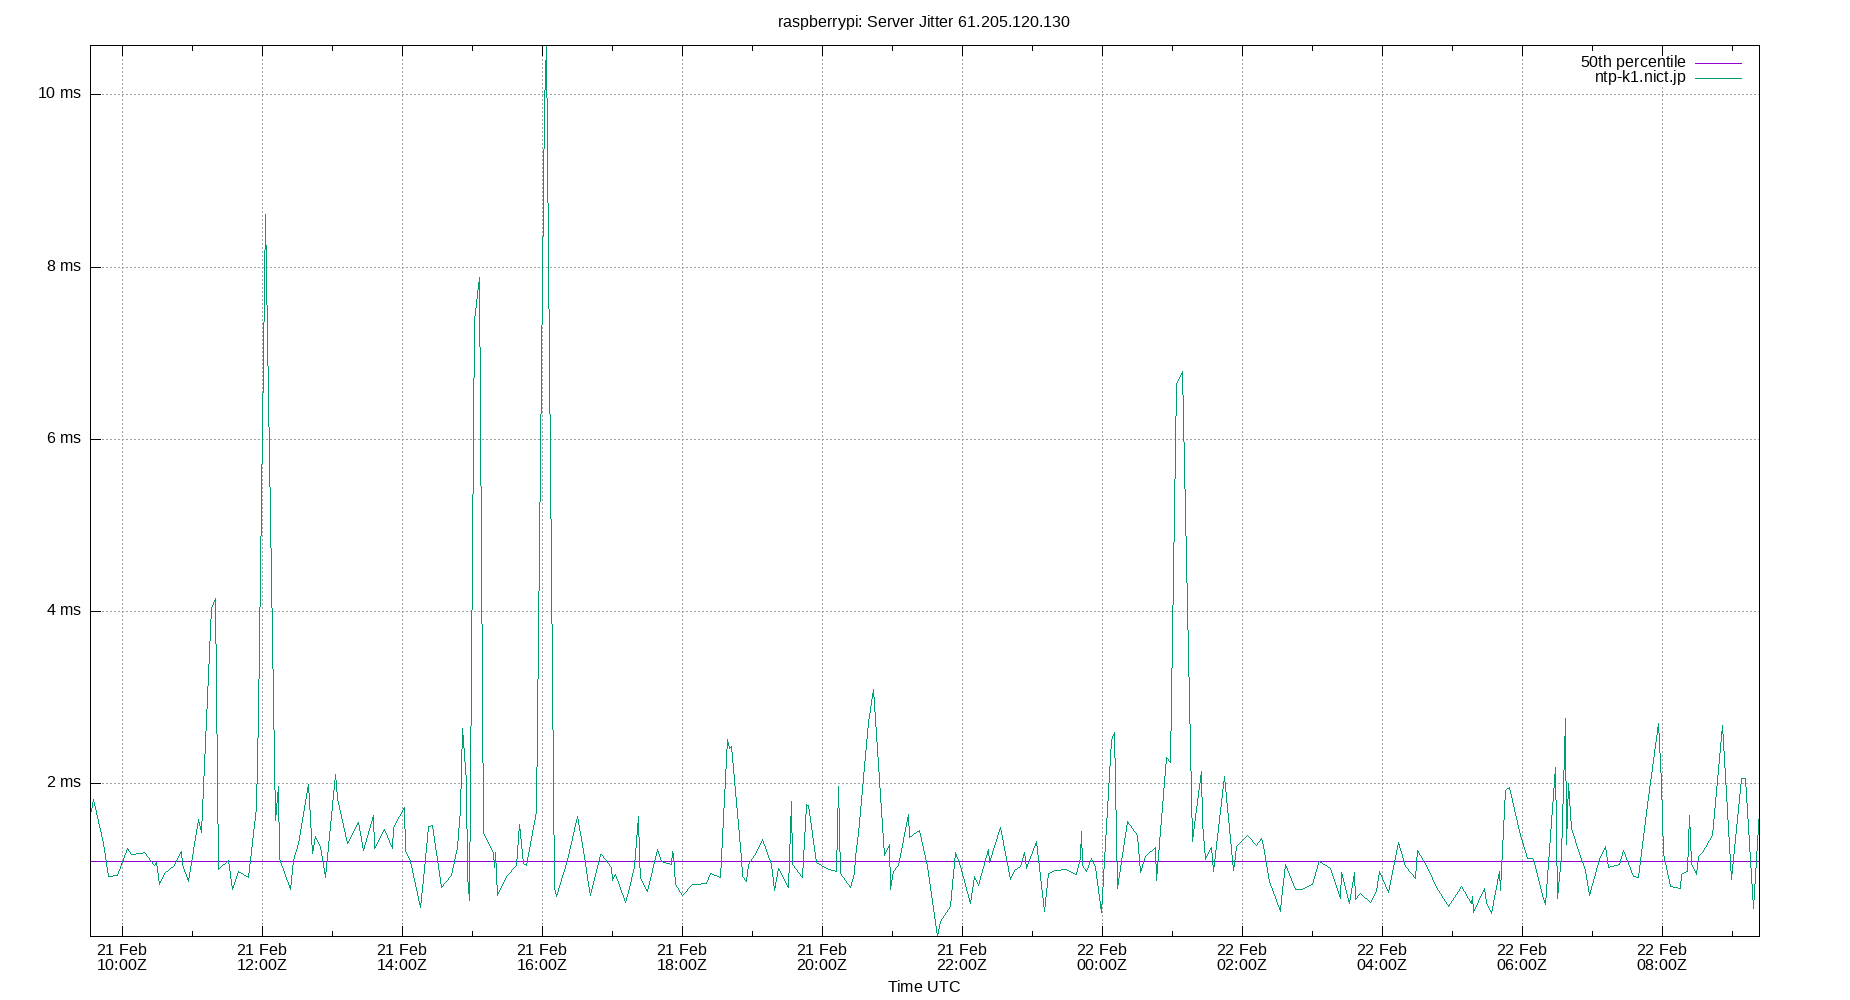 raspberrypi: Server Jitter 61.205.120.130
50th percentile
ntp-k1.nict.jp
10 ms
8 ms
6 ms
4 ms
2 ms
21 Feb 21 Feb 21 Feb 21 Feb 21 Feb 21 Feb 21 Feb 22 Feb 22 Feb 22 Feb 22 Feb 22 Feb
10:00Z 12:00Z 14:00Z 16:00Z 18:00Z 20:00Z 22:00Z 00:00Z 02:00Z 04:00Z 06:00Z 08:00Z
Time UTC